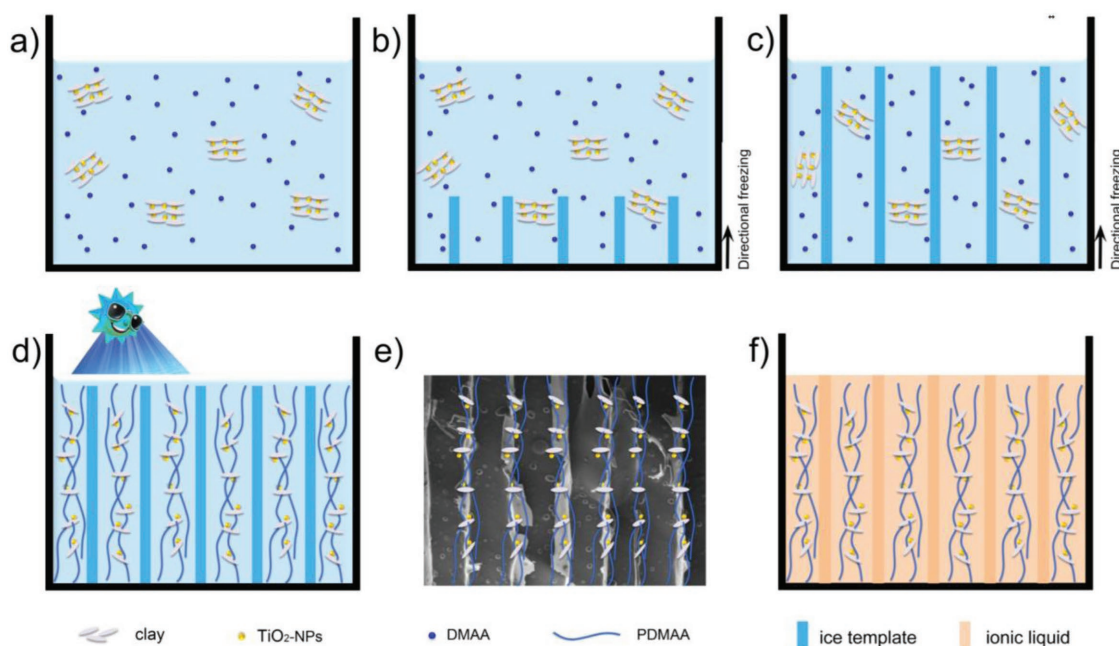 a)
b)
Directional freezing
c)
Directional freezing
d)
e)
f)
clay
TiO₂-NPs
DMAA
PDMAA
ice template
ionic liquid